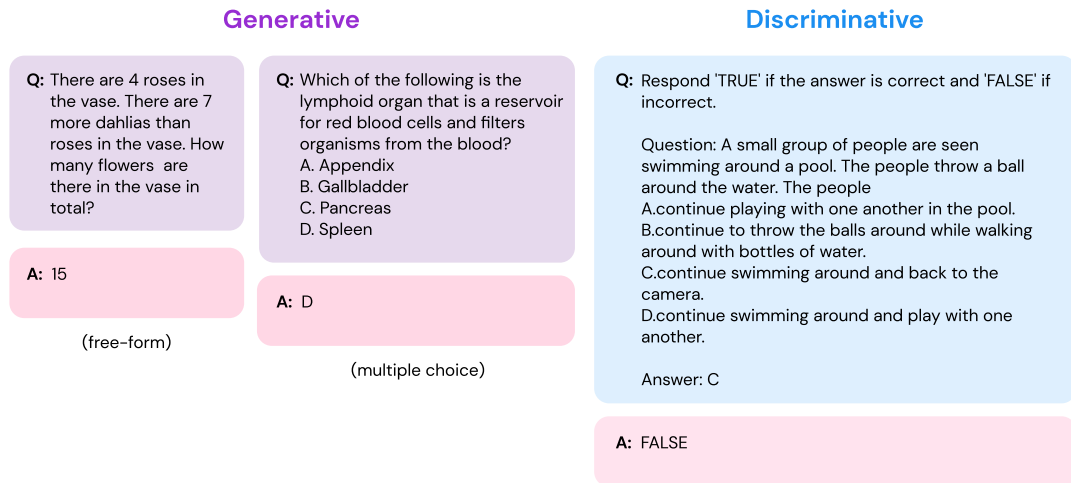 Generative
Q: There are 4 roses in
the vase. There are 7
more dahlias than
roses in the vase. How
many flowers are
there in the vase in
total?
A: 15
(free-form)
Q: Which of the following is the
lymphoid organ that is a reservoir
for red blood cells and filters
organisms from the blood?
A. Appendix
B. Gallbladder
C. Pancreas
D. Spleen
A: D
(multiple choice)
Discriminative
Q: Respond 'TRUE' if the answer is correct and 'FALSE' if
incorrect.
Question: A small group of people are seen
swimming around a pool. The people throw a ball
around the water. The people
A.continue playing with one another in the pool.
B.continue to throw the balls around while walking
around with bottles of water.
C.continue swimming around and back to the
camera.
D.continue swimming around and play with one
another.
Answer: C
A: FALSE